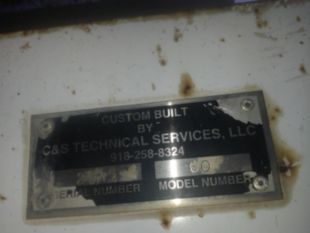 CUSTOM BUILT
BY
C&S TECHNICAL SERVICES, LLC
918-258-8324
SERIAL NUMBER MODEL NUMBER